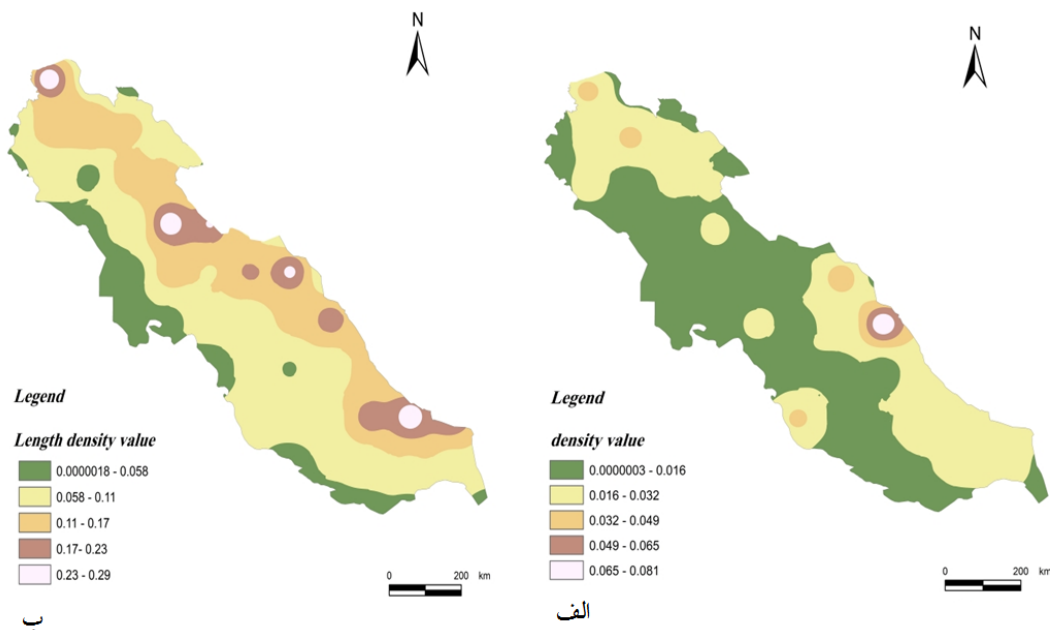 N
Legend
Length density value
0.0000018 - 0.058
0.058 - 0.11
0.11 - 0.17
0.17- 0.23
0.23 - 0.29
0 200 km
ب
N
Legend
density value
0.0000003 - 0.016
0.016 - 0.032
0.032 - 0.049
0.049 - 0.065
0.065 - 0.081
0 200 km
الف